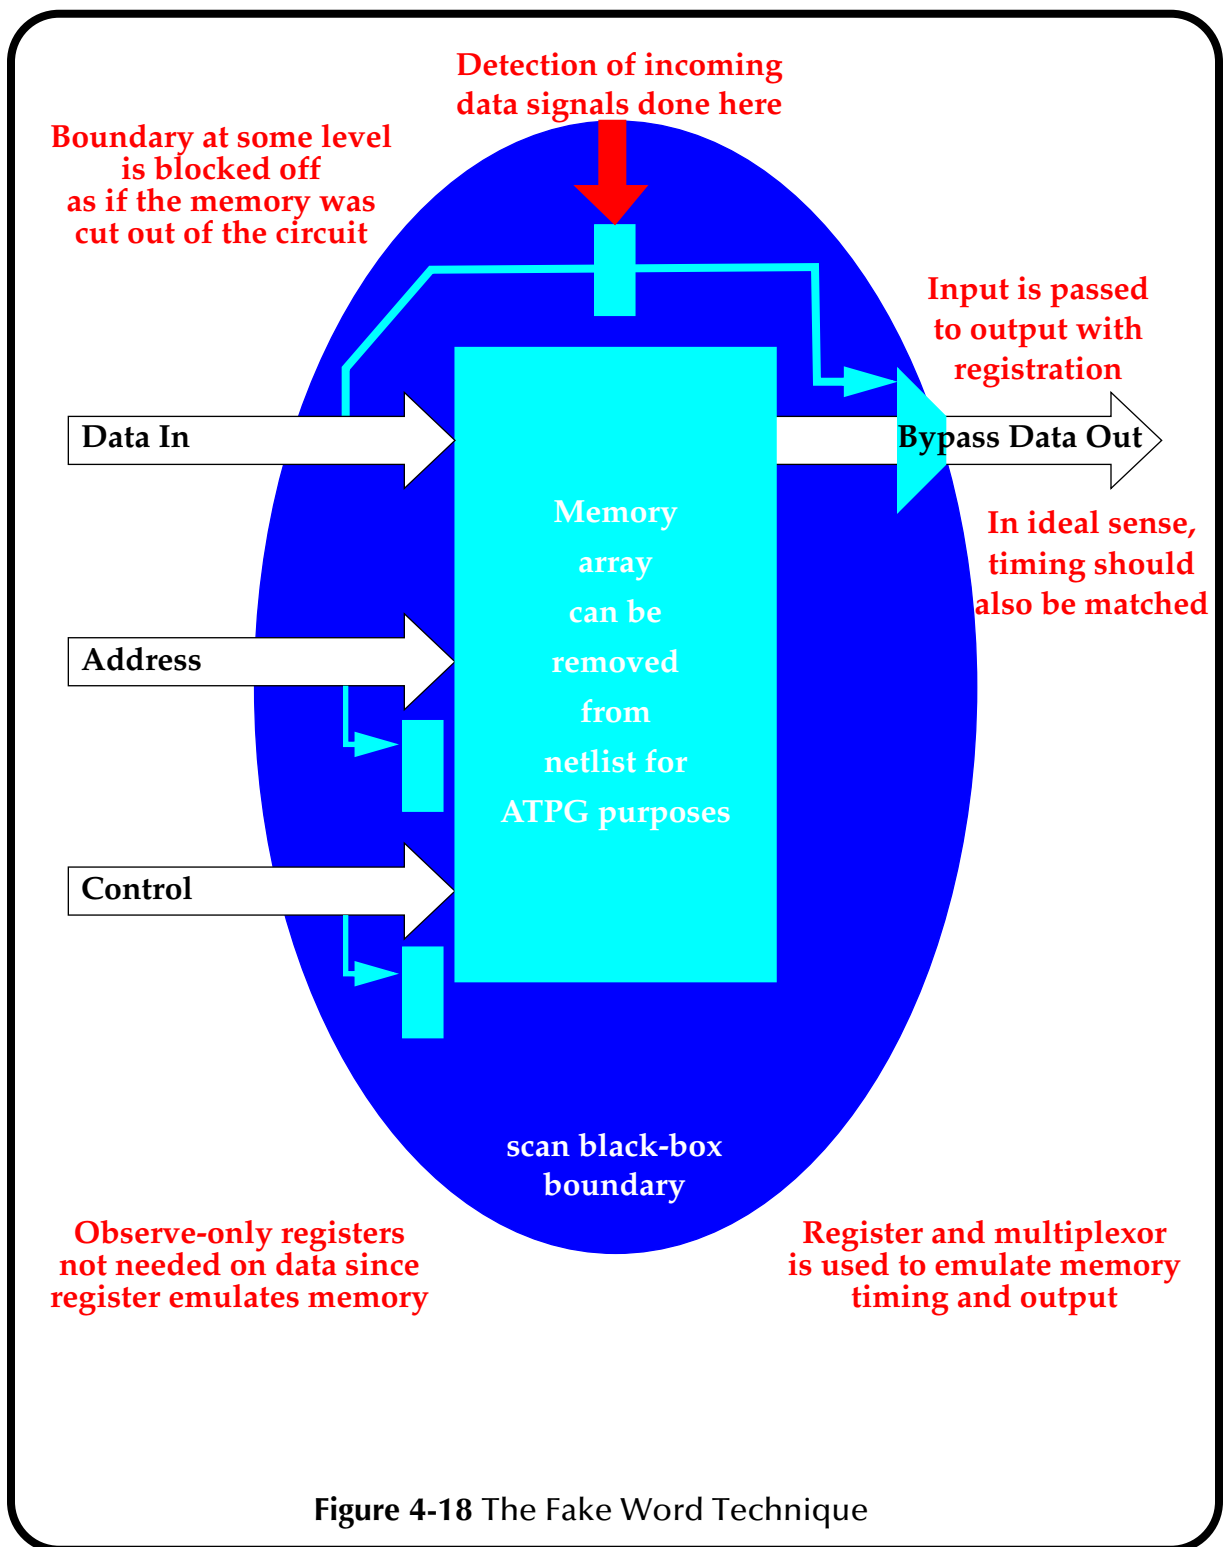 Detection of incoming
data signals done here
Boundary at some level
is blocked off
as if the memory was
cut out of the circuit
Input is passed
to output with
registration
Data In
Bypass Data Out
In ideal sense,
timing should
also be matched
Memory
array
can be
removed
from
netlist for
ATPG purposes
Address
Control
scan black-box
boundary
Observe-only registers
not needed on data since
register emulates memory
Register and multiplexor
is used to emulate memory
timing and output
Figure 4-18 The Fake Word Technique